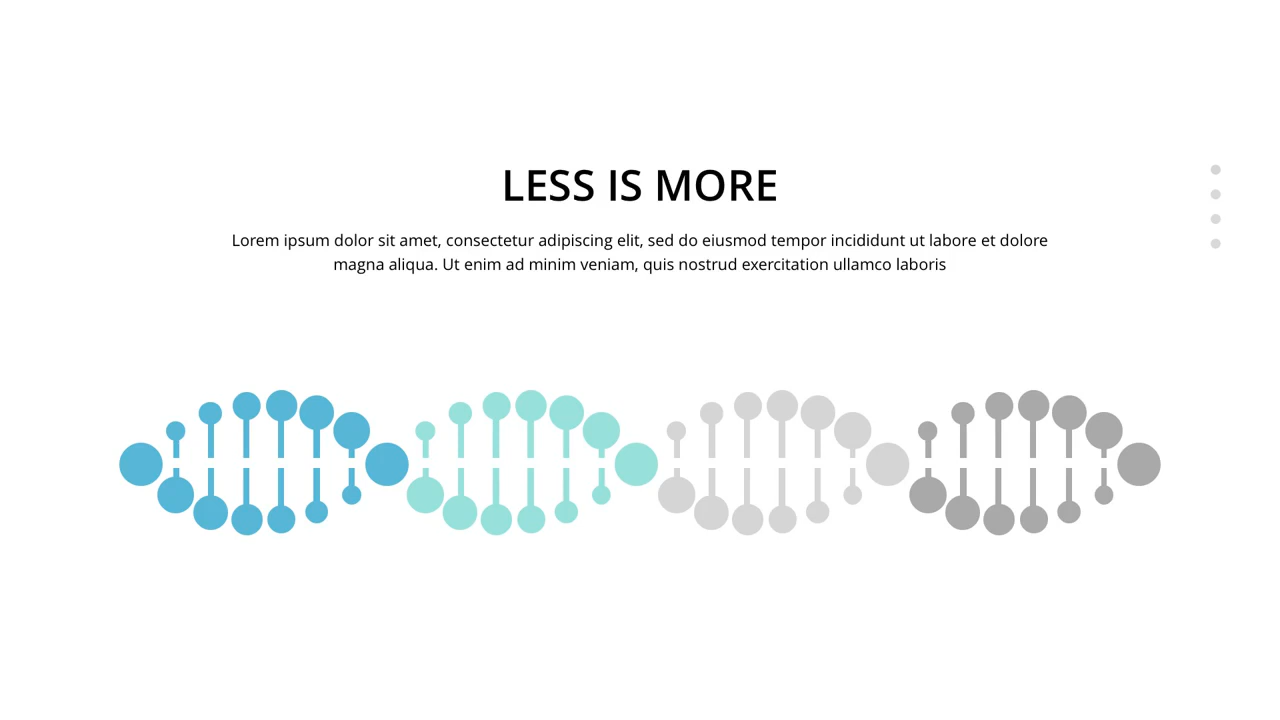 LESS IS MORE
Lorem ipsum dolor sit amet, consectetur adipiscing elit, sed do eiusmod tempor incididunt ut labore et dolore
magna aliqua. Ut enim ad minim veniam, quis nostrud exercitation ullamco laboris